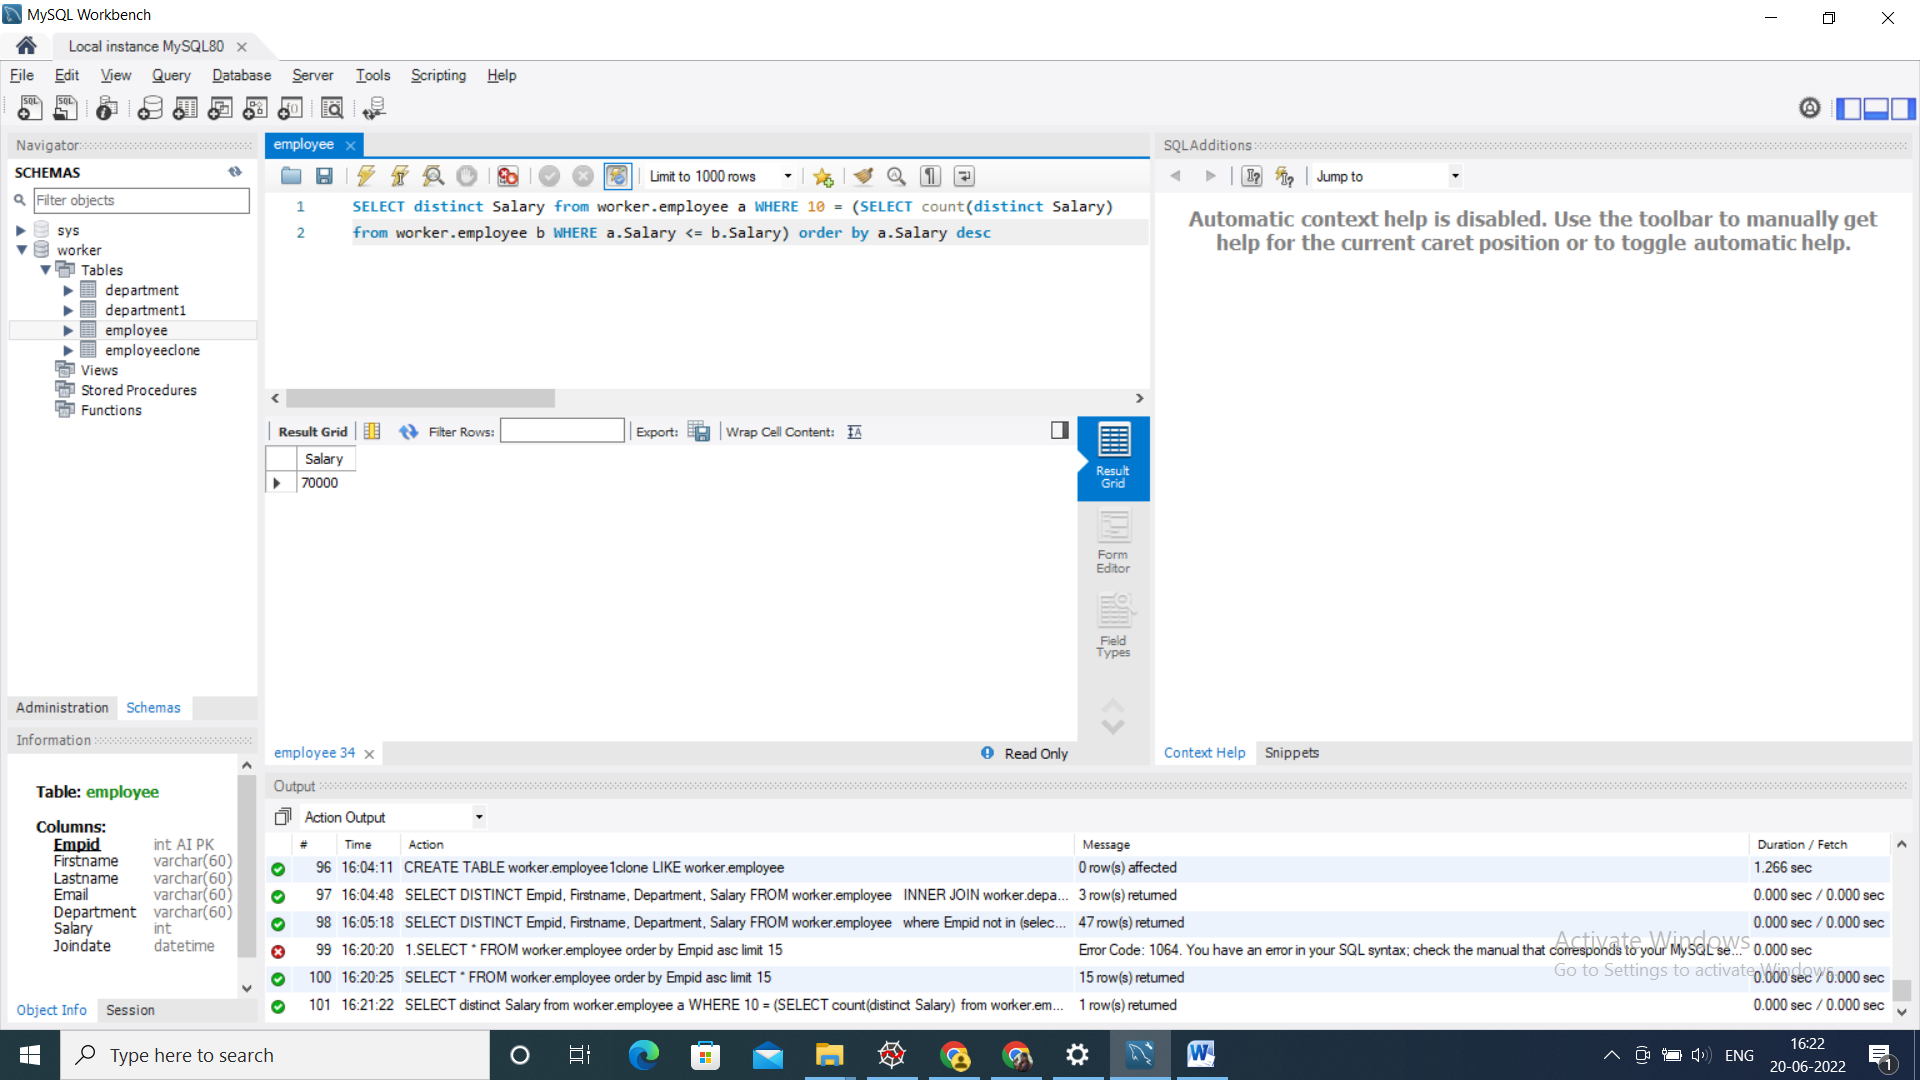 MySQL Workbench
Local instance MySQL80
File Edit View Query Database Server Tools Scripting Help
Navigator
SCHEMAS
Filter objects
sys
worker
Tables
department
department1
employee
employeeclone
Views
Stored Procedures
Functions
Administration Schemas
Information
Table: employee
Columns:
Empid int AI PK
Firstname varchar(60)
Lastname varchar(60)
Email varchar(60)
Department varchar(60)
Salary int
Joindate datetime
Object Info Session
employee
Limit to 1000 rows
1 SELECT distinct Salary from worker.employee a WHERE 10 = (SELECT count(distinct Salary)
2 from worker.employee b WHERE a.Salary <= b.Salary) order by a.Salary desc
Result Grid Filter Rows: Export: Wrap Cell Content:
Salary
70000
Result
Grid
Form
Editor
Field
Types
employee 34
Read Only
SQLAdditions
Jump to
Automatic context help is disabled. Use the toolbar to manually get
help for the current caret position or to toggle automatic help.
Context Help Snippets
Output
Action Output
# Time Action Message Duration / Fetch
96 16:04:11 CREATE TABLE worker.employee1clone LIKE worker.employee 0 row(s) affected 1.266 sec
97 16:04:48 SELECT DISTINCT Empid, Firstname, Department, Salary FROM worker.employee INNER JOIN worker.depa... 3 row(s) returned 0.000 sec / 0.000 sec
98 16:05:18 SELECT DISTINCT Empid, Firstname, Department, Salary FROM worker.employee where Empid not in (selec... 47 row(s) returned 0.000 sec / 0.000 sec
99 16:20:20 1.SELECT * FROM worker.employee order by Empid asc limit 15 Error Code: 1064. You have an error in your SQL syntax; check the manual that corresponds to your MySQL se... 0.000 sec
100 16:20:25 SELECT * FROM worker.employee order by Empid asc limit 15 15 row(s) returned 0.000 sec / 0.000 sec
101 16:21:22 SELECT distinct Salary from worker.employee a WHERE 10 = (SELECT count(distinct Salary) from worker.em... 1 row(s) returned 0.000 sec / 0.000 sec
Activate Windows
Go to Settings to activate Windows.
Type here to search
ENG
16:22
20-06-2022
1